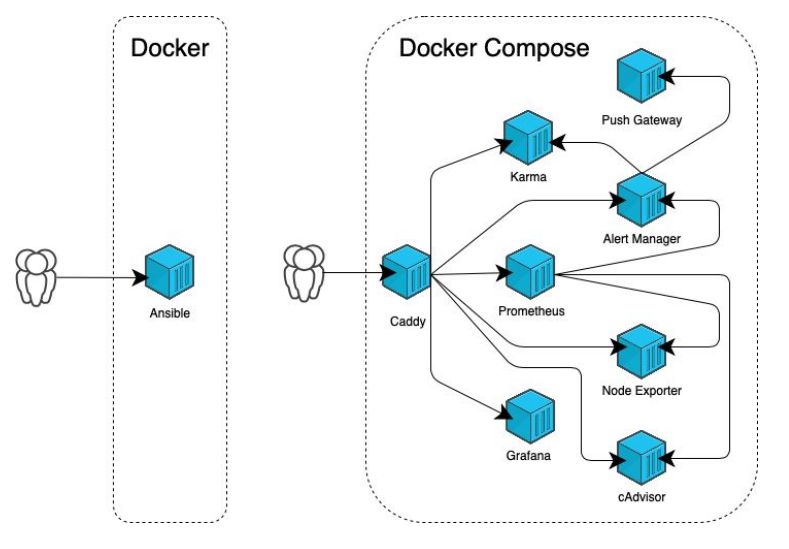 Docker
Docker Compose
Push Gateway
Karma
Alert Manager
Ansible
Caddy
Prometheus
Node Exporter
Grafana
cAdvisor